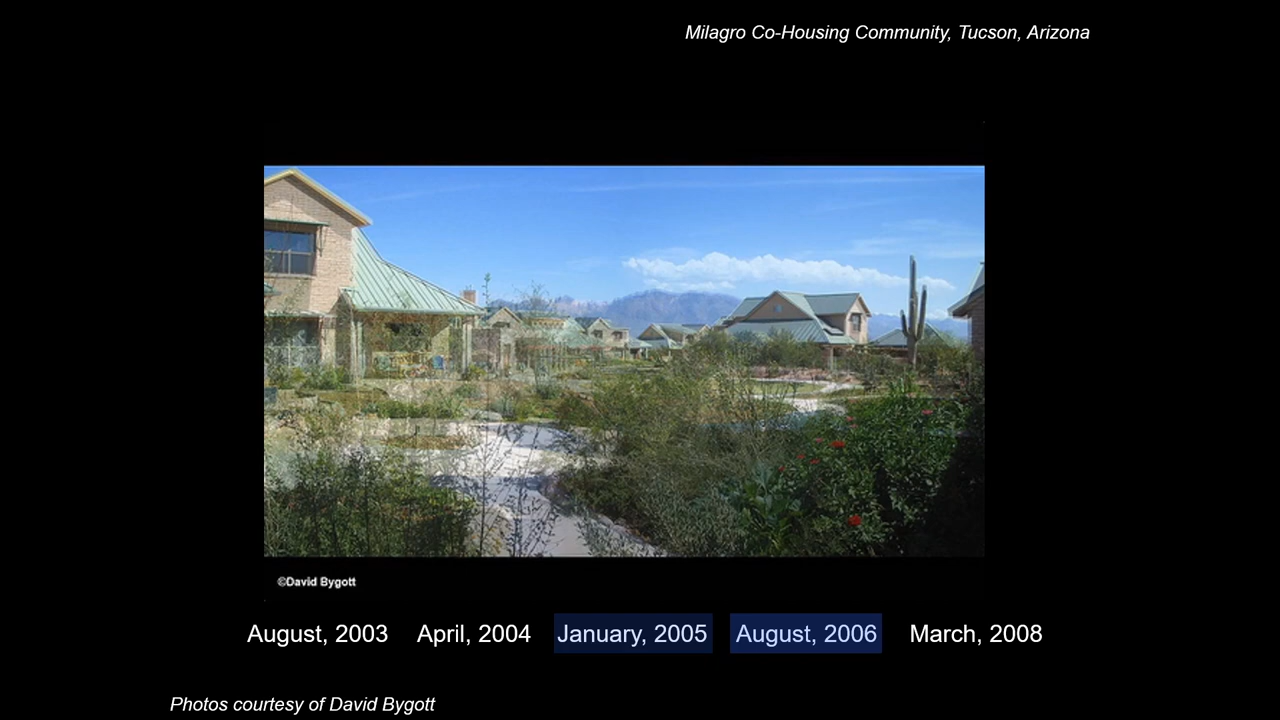 Milagro Co-Housing Community, Tucson, Arizona
©David Bygott
August, 2003 April, 2004 January, 2005 August, 2006 March, 2008
Photos courtesy of David Bygott